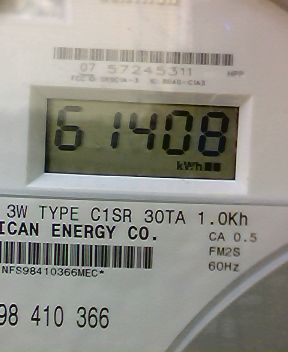 07 57245311 HPP
61408
kWh
3W TYPE C1SR 30TA 1.0Kh
ICAN ENERGY CO. CA 0.5
FM2S
NFS98410366MEC* 60Hz
98 410 366